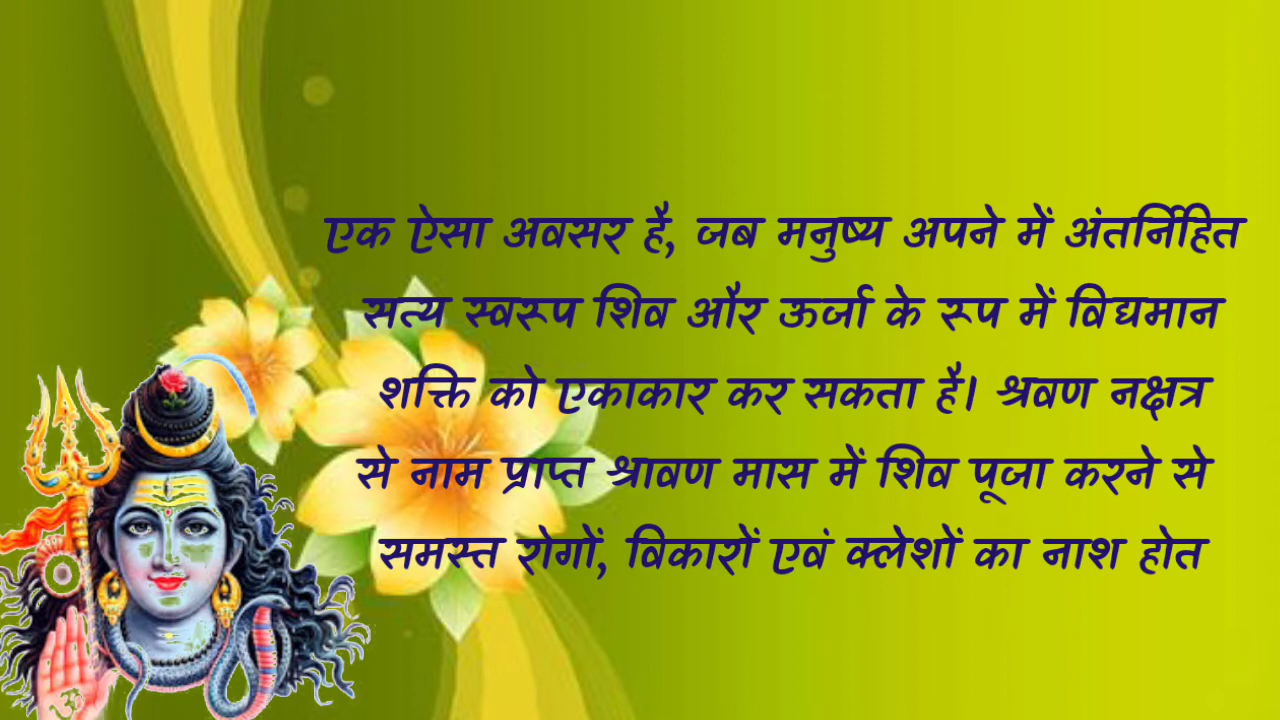 एक ऐसा अवसर है, जब मनुष्य अपने में अंतर्निहित
सत्य स्वरूप शिव और ऊर्जा के रूप में विद्यमान
शक्ति को एकाकार कर सकता है। श्रवण नक्षत्र
से नाम प्राप्त श्रावण मास में शिव पूजा करने से
समस्त रोगों, विकारों एवं क्लेशों का नाश होत
ॐ